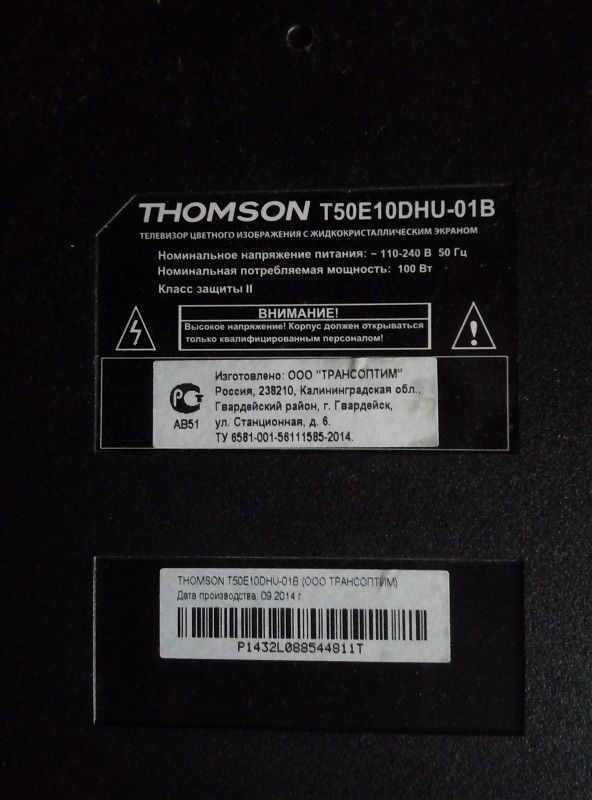 THOMSON T50E10DHU-01B
ТЕЛЕВИЗОР ЦВЕТНОГО ИЗОБРАЖЕНИЯ С ЖИДКОКРИСТАЛЛИЧЕСКИМ ЭКРАНОМ
Номинальное напряжение питания: ~ 110-240 В 50 Гц
Номинальная потребляемая мощность: 100 Вт
Класс защиты II
ВНИМАНИЕ!
Высокое напряжение! Корпус должен открываться
только квалифицированным персоналом!
Изготовлено: ООО "ТРАНСОПТИМ"
Россия, 238210, Калининградская обл.,
Гвардейский район, г. Гвардейск,
ул. Станционная, д. 6.
ТУ 6581-001-56111585-2014.
РСТ
АВ51
THOMSON T50E10DHU-01B (ООО ТРАНСОПТИМ)
Дата производства 09.2014 г.
P1432L088544811T